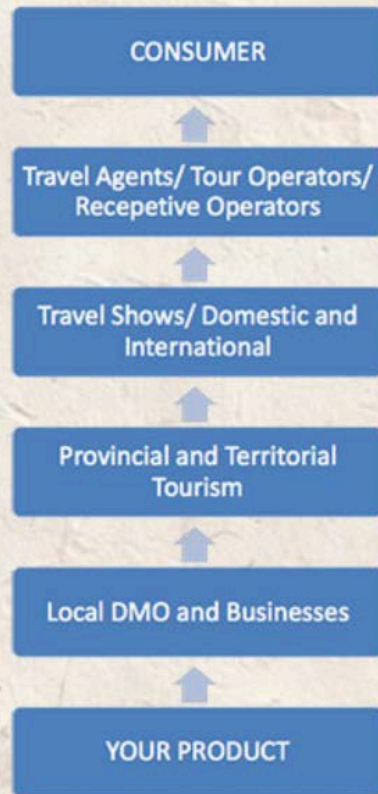 CONSUMER
Travel Agents/ Tour Operators/
Recepetive Operators
Travel Shows/ Domestic and
International
Provincial and Territorial
Tourism
Local DMO and Businesses
YOUR PRODUCT